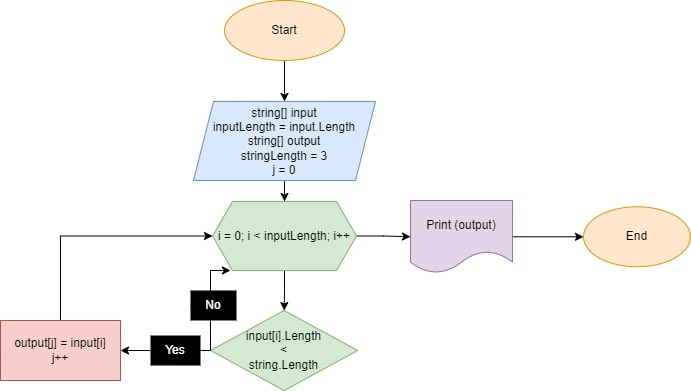 Start
string[] input
inputLength = input.Length
string[] output
stringLength = 3
j = 0
i = 0; i < inputLength; i++
Print (output)
End
No
input[i].Length
<
string.Length
Yes
output[j] = input[i]
j++